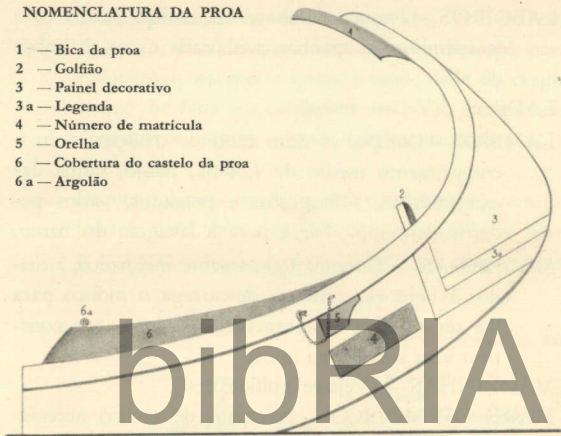 NOMENCLATURA DA PROA
1 — Bica da proa
2 — Golfião
3 — Painel decorativo
3 a — Legenda
4 — Número de matrícula
5 — Orelha
6 — Cobertura do castelo da proa
6 a — Argolão
1
2
3
3a
6a
6
5
4
bibRIA